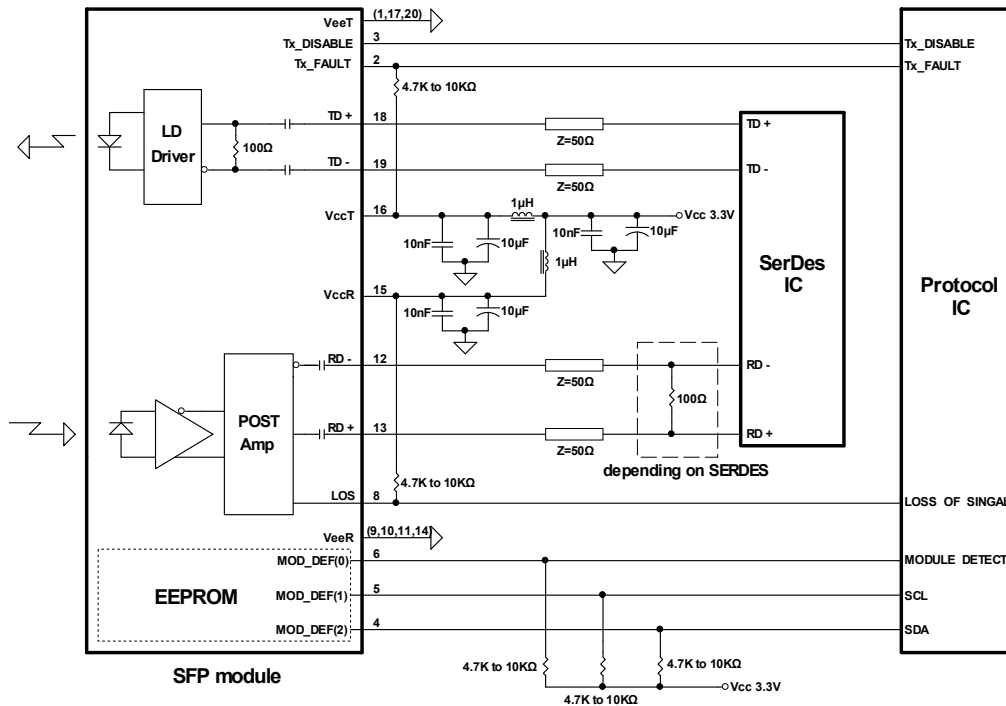 VeeT (1,17,20)
Tx_DISABLE 3 Tx_DISABLE
Tx_FAULT 2 Tx_FAULT
4.7K to 10KΩ
LD
Driver
100Ω
TD + 18 TD +
Z=50Ω
TD - 19 TD -
Z=50Ω
1µH
VccT 16 Vcc 3.3V
10nF 10µF 10nF 10µF
1µH
SerDes
IC
Protocol
IC
VccR 15
10nF 10µF
RD - 12 RD -
Z=50Ω
100Ω
POST
Amp
RD + 13 RD +
Z=50Ω
depending on SERDES
4.7K to 10KΩ
LOS 8 LOSS OF SINGAL
VeeR (9,10,11,14)
MOD_DEF(0) 6 MODULE DETECT
EEPROM
MOD_DEF(1) 5 SCL
MOD_DEF(2) 4 SDA
4.7K to 10KΩ 4.7K to 10KΩ
4.7K to 10KΩ
Vcc 3.3V
SFP module